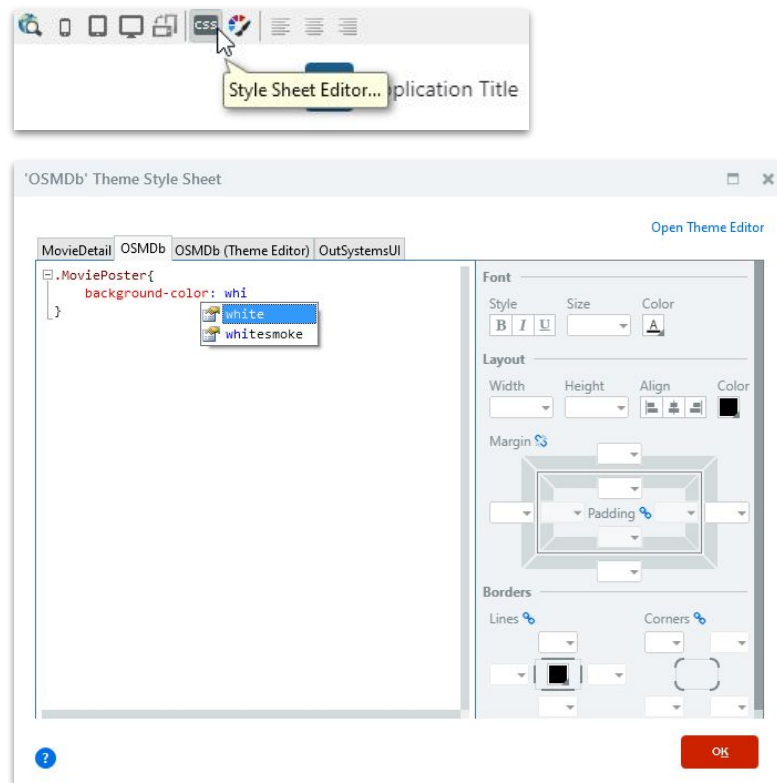 css
Style Sheet Editor...
plication Title
'OSMDb' Theme Style Sheet
Open Theme Editor
MovieDetail OSMDb OSMDb (Theme Editor) OutSystemsUI
.MoviePoster{
background-color: whi
}
white
whitesmoke
Font
Style Size Color
B I U A
Layout
Width Height Align Color
Margin
Padding
Borders
Lines Corners
?
OK